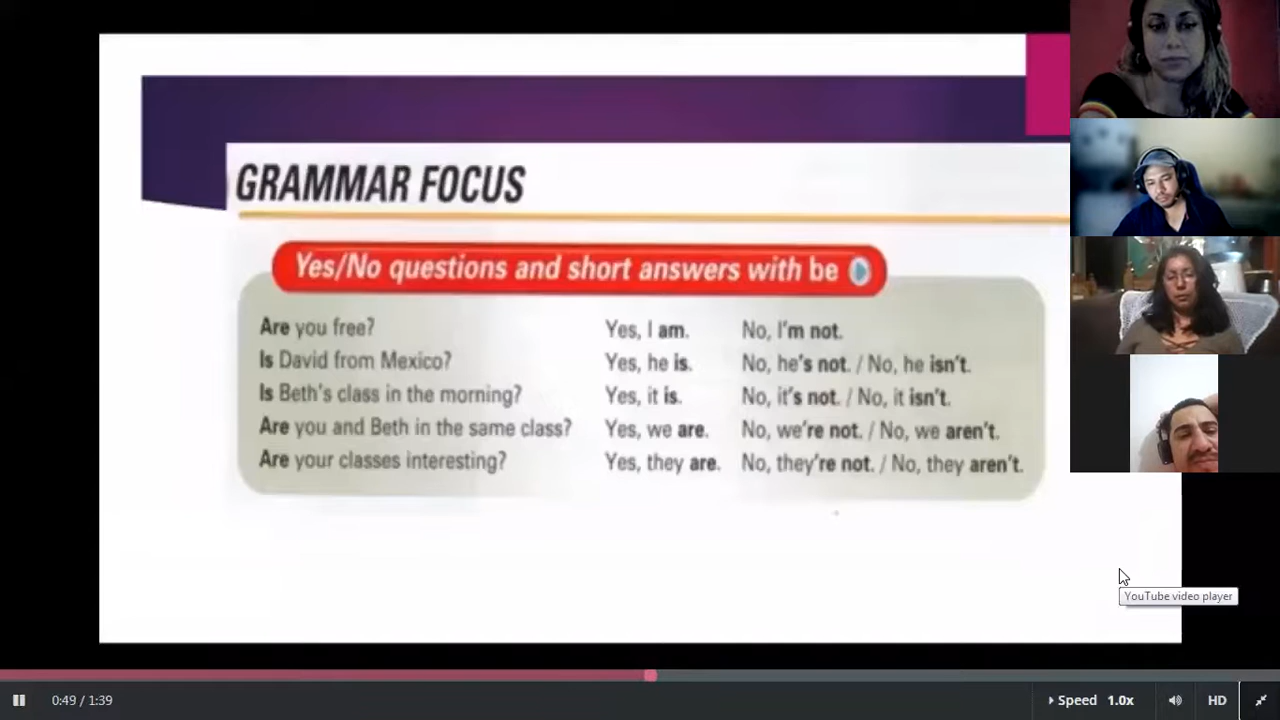 GRAMMAR FOCUS
Yes/No questions and short answers with be
Are you free? Yes, I am. No, I'm not.
Is David from Mexico? Yes, he is. No, he's not. / No, he isn't.
Is Beth's class in the morning? Yes, it is. No, it's not. / No, it isn't.
Are you and Beth in the same class? Yes, we are. No, we're not. / No, we aren't.
Are your classes interesting? Yes, they are. No, they're not. / No, they aren't.
YouTube video player
0:49 / 1:39
Speed 1.0x
HD